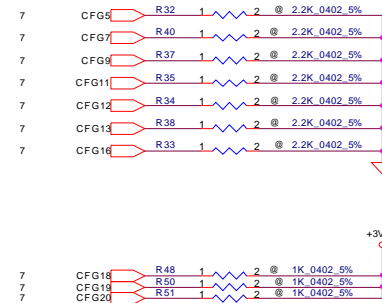 7 CFG5 R32 1 2 @ 2.2K_0402_5%
7 CFG7 R40 1 2 @ 2.2K_0402_5%
7 CFG9 R37 1 2 @ 2.2K_0402_5%
7 CFG11 R35 1 2 @ 2.2K_0402_5%
7 CFG12 R34 1 2 @ 2.2K_0402_5%
7 CFG13 R38 1 2 @ 2.2K_0402_5%
7 CFG16 R33 1 2 @ 2.2K_0402_5%
+3V
7 CFG18 R48 1 2 @ 1K_0402_5%
7 CFG19 R50 1 2 @ 1K_0402_5%
7 CFG20 R51 1 2 @ 1K_0402_5%